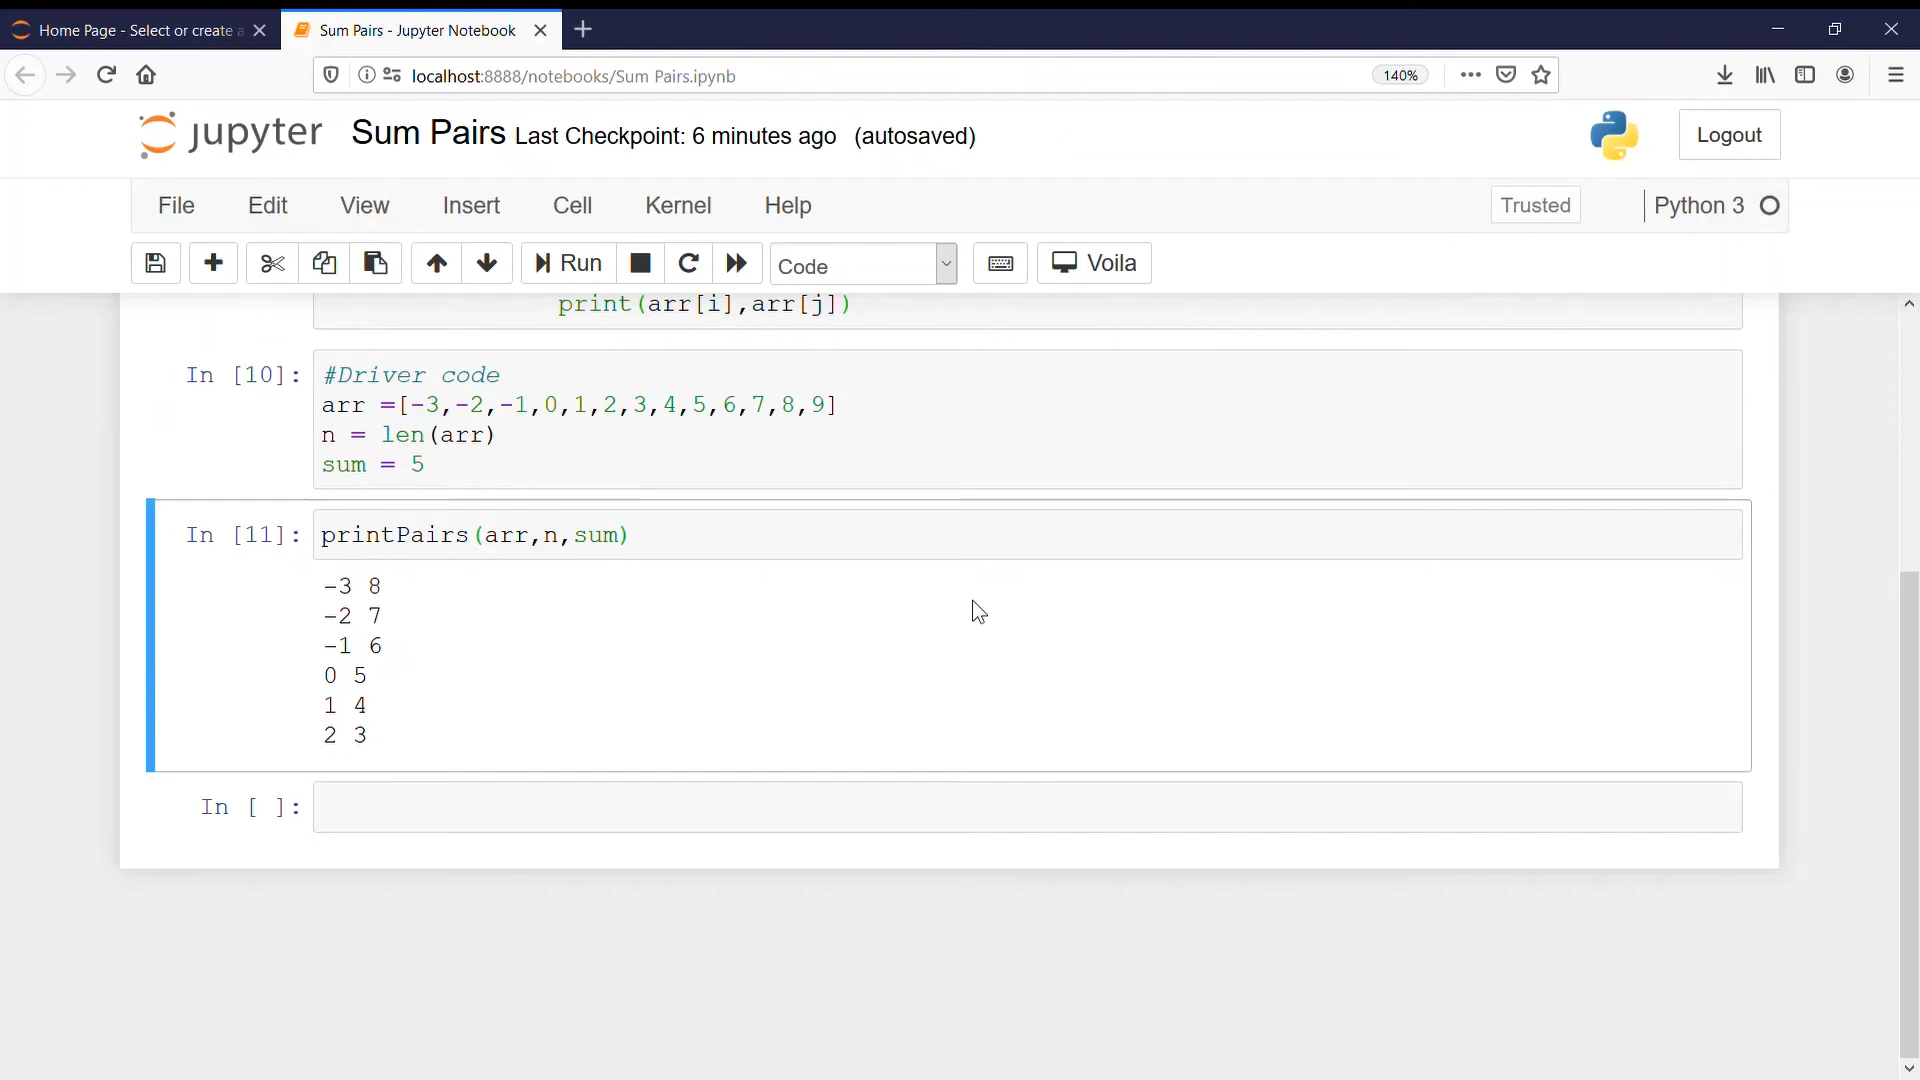 Home Page - Select or create a
Sum Pairs - Jupyter Notebook
localhost:8888/notebooks/Sum Pairs.ipynb
140%
jupyter Sum Pairs Last Checkpoint: 6 minutes ago (autosaved)
Logout
File Edit View Insert Cell Kernel Help
Trusted
Python 3
Run
Code
Voila
print(arr[i],arr[j])
In [10]: #Driver code
arr =[-3,-2,-1,0,1,2,3,4,5,6,7,8,9]
n = len(arr)
sum = 5
In [11]: printPairs(arr,n,sum)
-3 8
-2 7
-1 6
0 5
1 4
2 3
In [ ]: